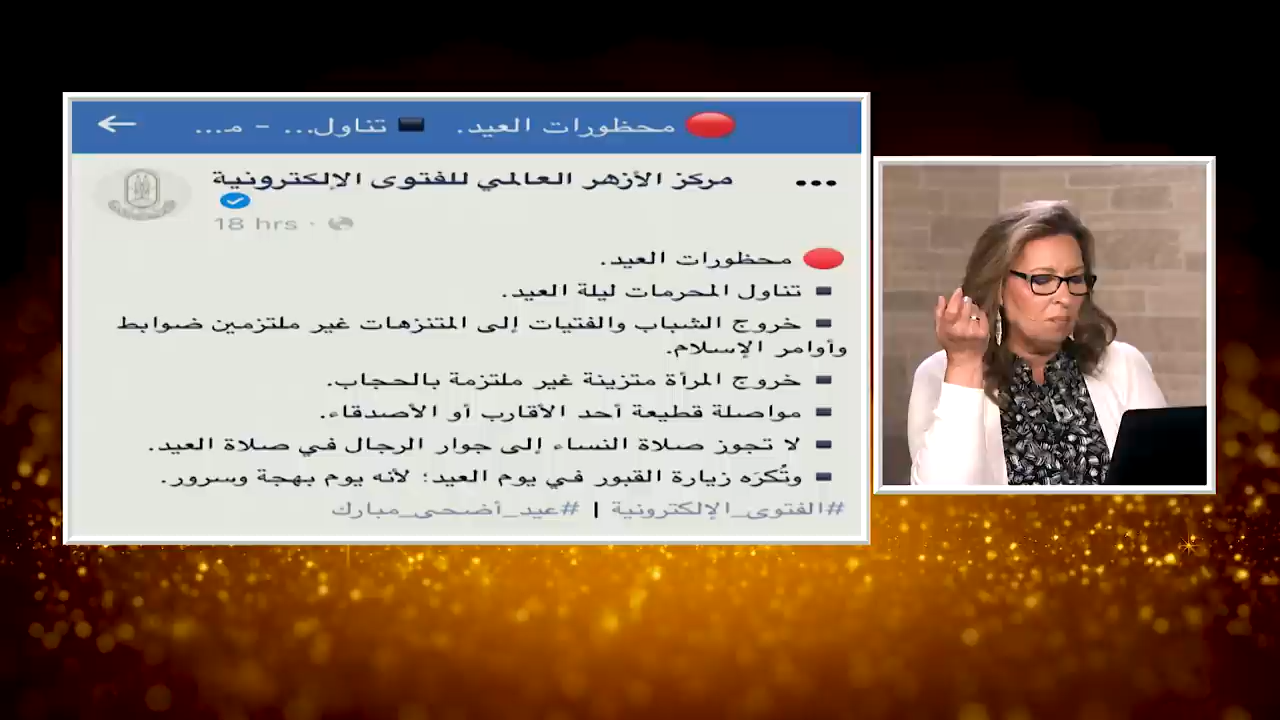 🔴 محظورات العيد. ▪ تناول... - مـ...
مركز الأزهر العالمي للفتوى الإلكترونية
18 hrs ·
🔴 محظورات العيد.
▪ تناول المحرمات ليلة العيد.
▪ خروج الشباب والفتيات إلى المتنزهات غير ملتزمين ضوابط
وأوامر الإسلام.
▪ خروج المرأة متزينة غير ملتزمة بالحجاب.
▪ مواصلة قطيعة أحد الأقارب أو الأصدقاء.
▪ لا تجوز صلاة النساء إلى جوار الرجال في صلاة العيد.
▪ وتُكرَه زيارة القبور في يوم العيد؛ لأنه يوم بهجة وسرور.
#الفتوى_الإلكترونية | #عيد_أضحى_مبارك